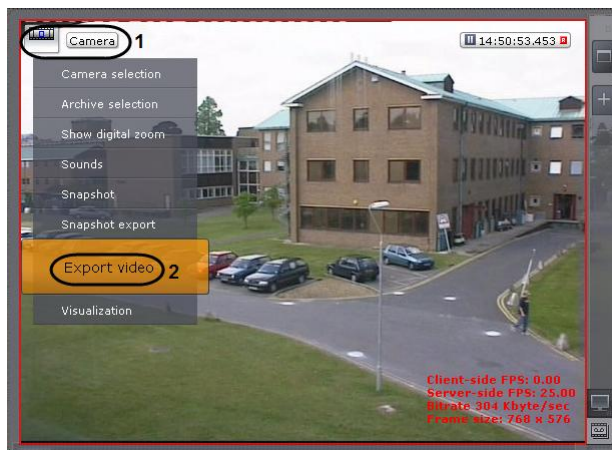 Camera 1
14:50:53.453 R
Camera selection
Archive selection
Show digital zoom
Sounds
Snapshot
Snapshot export
Export video 2
Visualization
Client-side FPS: 0.00
Server-side FPS: 25.00
Bitrate 304 Kbyte/sec
Frame size: 768 x 576